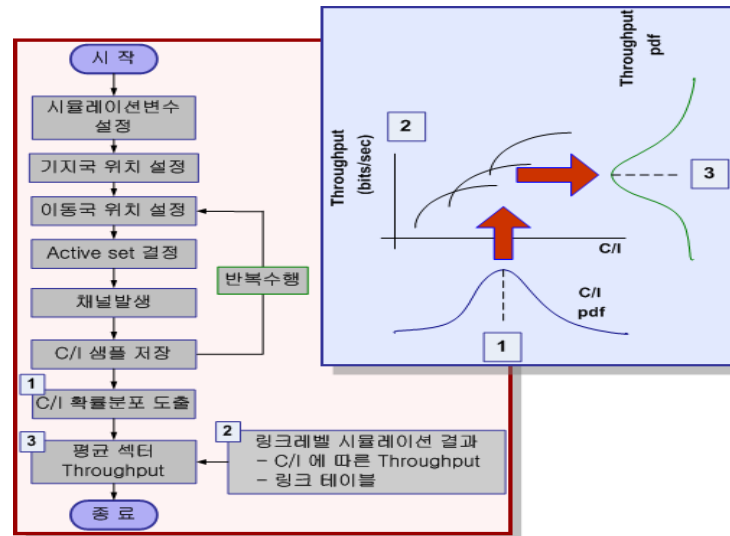 시 작
시뮬레이션변수
설정
기지국 위치 설정
이동국 위치 설정
Active set 결정
채널발생
C/I 샘플 저장
반복수행
1
C/I 확률분포 도출
3
평균 섹터
Throughput
2
링크레벨 시뮬레이션 결과
- C/I 에 따른 Throughput
- 링크 테이블
종 료
Throughput
pdf
2
Throughput
(bits/sec)
3
C/I
C/I
pdf
1